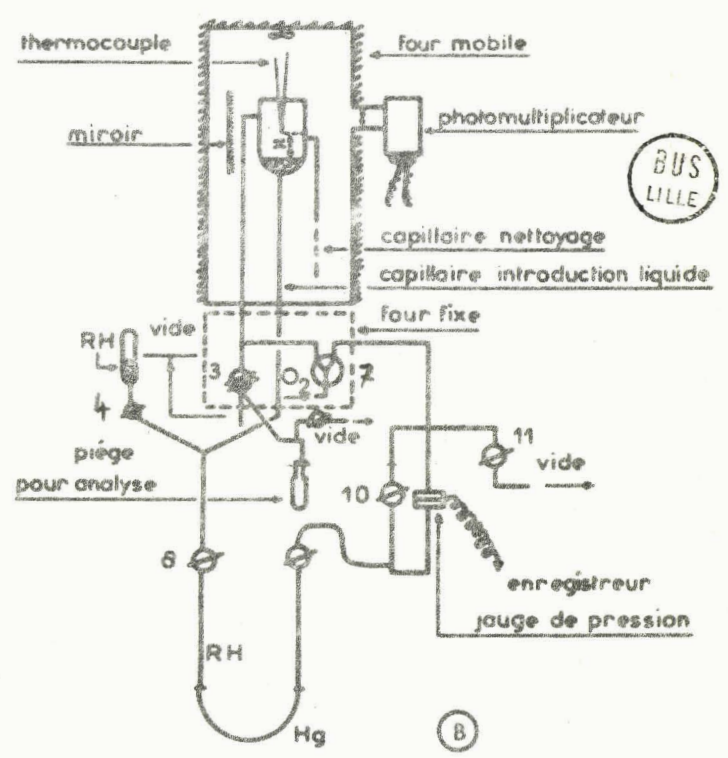 thermocouple
four mobile
miroir
photomultiplicateur
BUS
LILLE
capillaire nettoyage
capillaire introduction liquide
four fixe
RH
vide
3
O2
7
4
vide
piége
pour analyse
11
vide
10
6
enregistreur
jauge de pression
RH
Hg
B